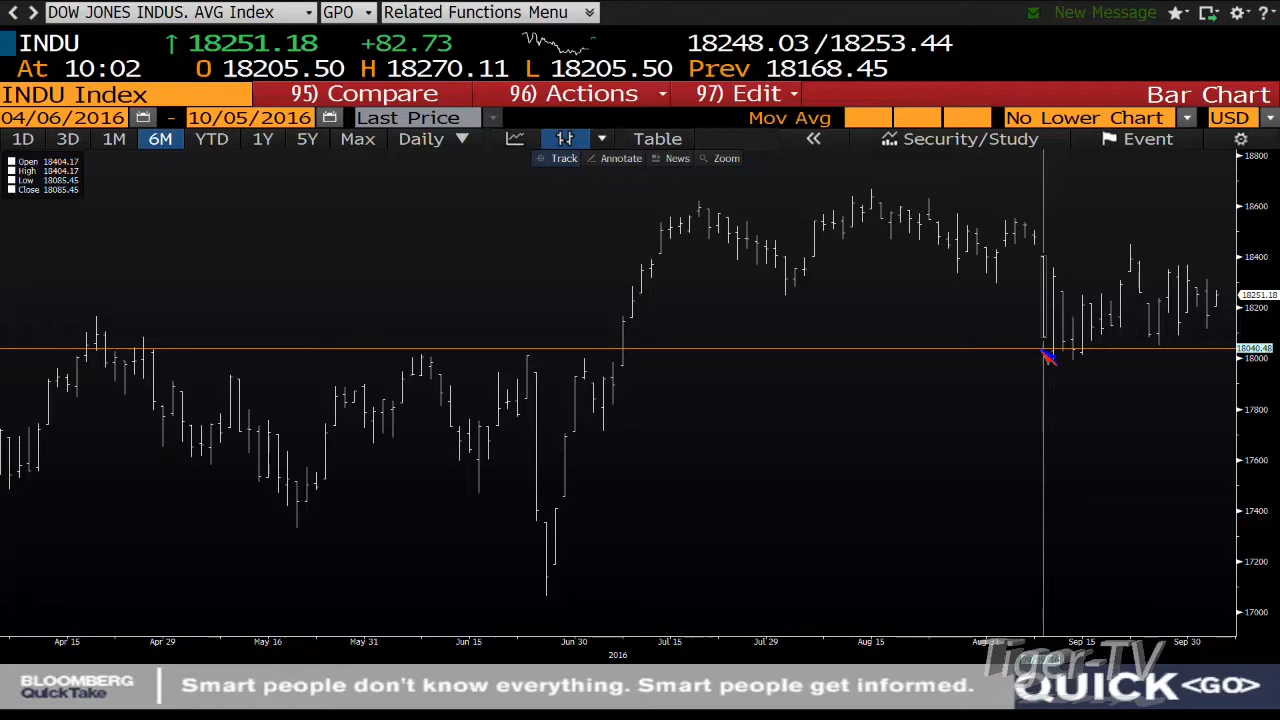 DOW JONES INDUS. AVG Index GPO Related Functions Menu New Message ?
INDU 18251.18 +82.73 18248.03/18253.44
At 10:02 O 18205.50 H 18270.11 L 18205.50 Prev 18168.45
INDU Index 95) Compare 96) Actions 97) Edit Bar Chart
04/06/2016 - 10/05/2016 Last Price Mov Avg No Lower Chart USD
1D 3D 1M 6M YTD 1Y 5Y Max Daily Table Security/Study Event
Track Annotate News Zoom
Open 18404.17
High 18404.17
Low 18085.45
Close 18085.45
18800
18600
18400
18251.18
18200
18040.48
18000
17800
17600
17400
17200
17000
Apr 15 Apr 29 May 16 May 31 Jun 15 Jun 30 Jul 15 Jul 29 Aug 15 Aug 31 Sep 15 Sep 30
2016
Tiger-TV
BLOOMBERG
QuickTake
Smart people don't know everything. Smart people get informed.
QUICK <GO>